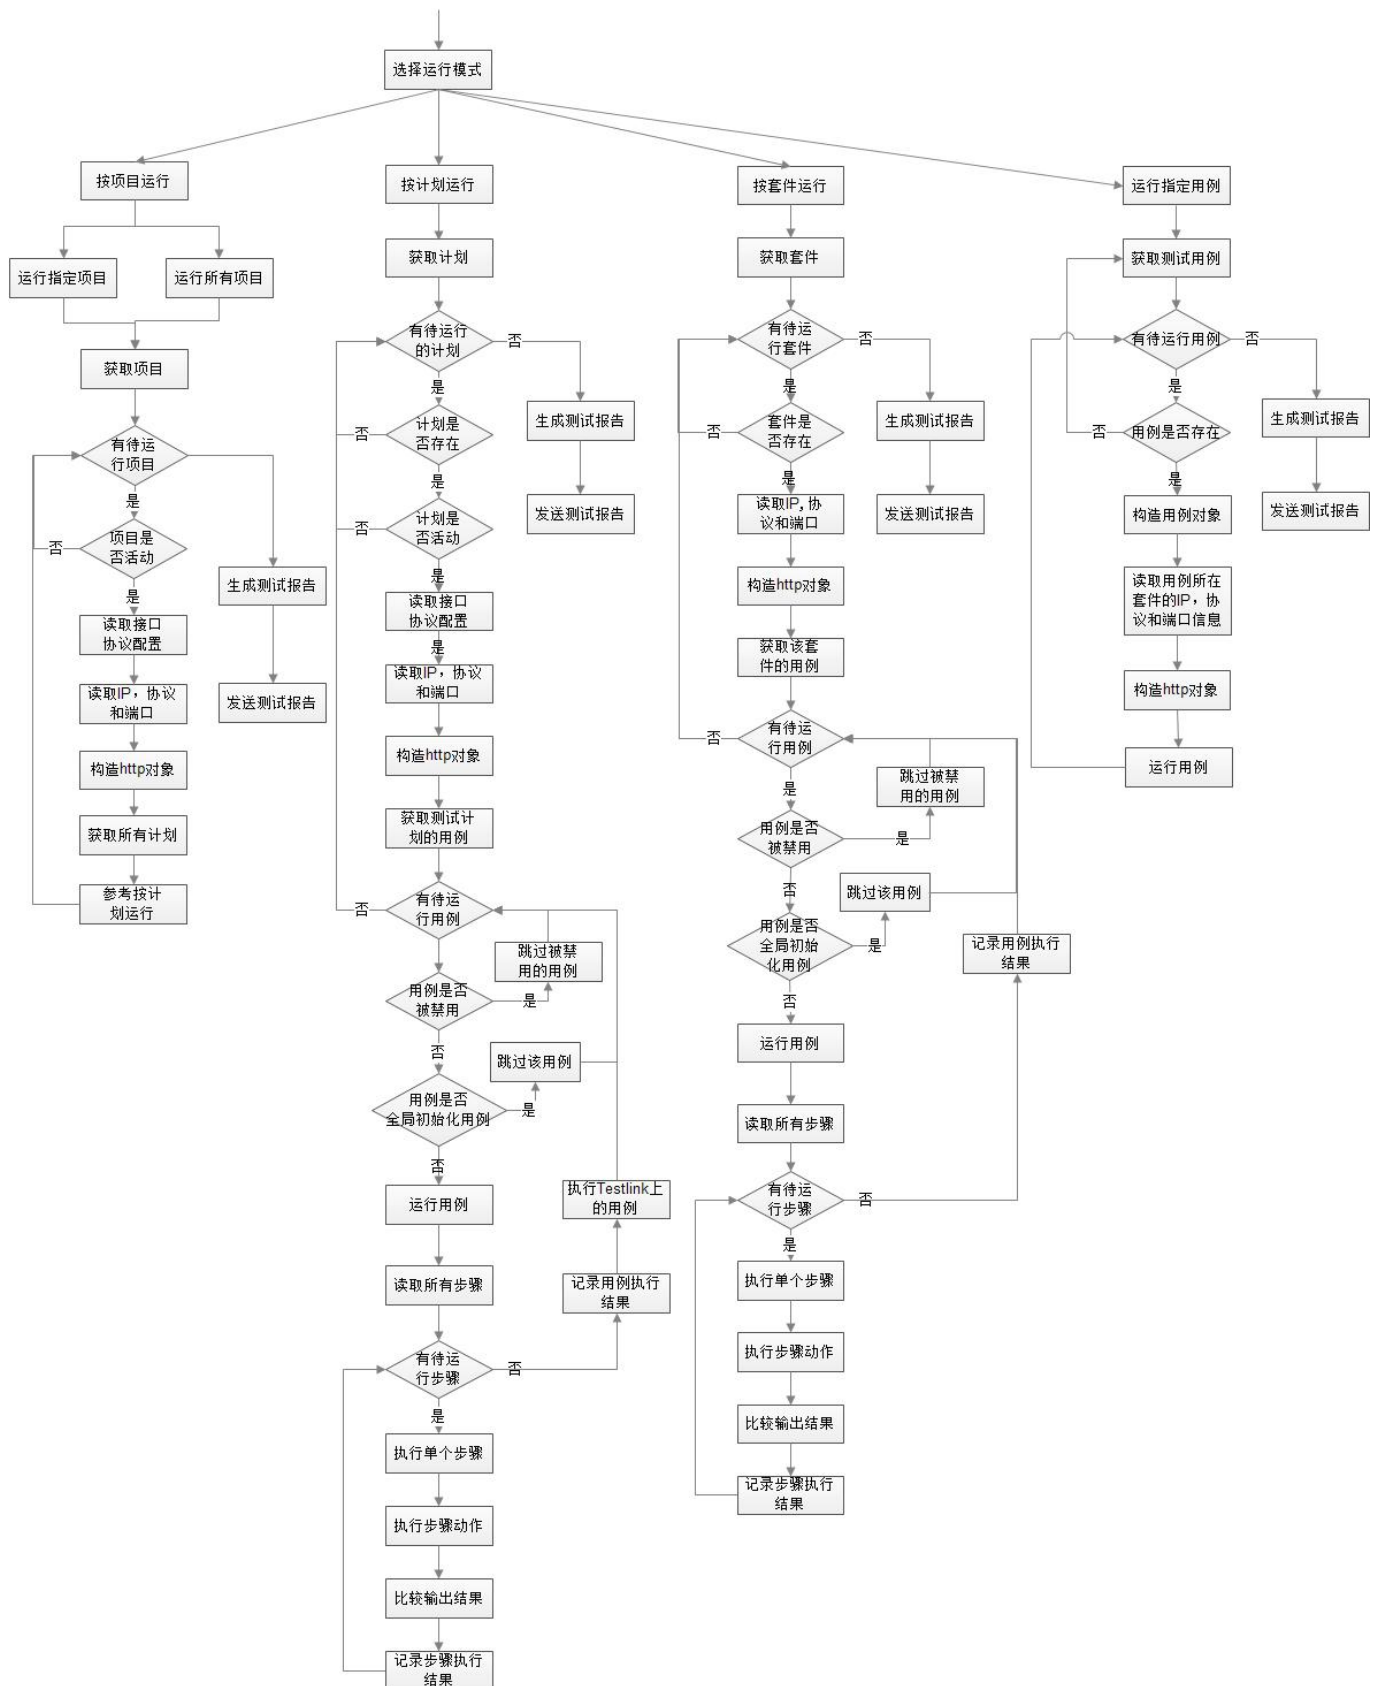 选择运行模式
按项目运行
运行指定项目
运行所有项目
获取项目
有待运
行项目
是
项目是
否活动
否
是
读取接口
协议配置
读取IP，协议
和端口
构造http对象
获取所有计划
参考按计
划运行
生成测试报告
发送测试报告
按计划运行
获取计划
有待运行
的计划
否
是
计划是
否存在
否
是
计划是
否活动
否
是
读取接口
协议配置
是
读取IP，协议
和端口
构造http对象
获取测试计
划的用例
有待运
行用例
否
用例是否
被禁用
是
跳过被禁
用的用例
否
用例是否
全局初始化用例
是
跳过该用例
否
运行用例
读取所有步骤
有待运
行步骤
否
是
执行单个步骤
执行步骤动作
比较输出结果
记录步骤执行
结果
执行Testlink上
的用例
记录用例执行
结果
生成测试报告
发送测试报告
按套件运行
获取套件
有待运
行套件
否
是
套件是
否存在
否
是
读取IP, 协
议和端口
构造http对象
获取该套
件的用例
有待运
行用例
否
是
用例是否
被禁用
是
跳过被禁
用的用例
否
用例是否
全局初始
化用例
是
跳过该用例
否
运行用例
读取所有步骤
有待运
行步骤
否
是
执行单个步骤
执行步骤动作
比较输出结果
记录步骤执行
结果
记录用例执行
结果
生成测试报告
发送测试报告
运行指定用例
获取测试用例
有待运行用例
否
是
用例是否存在
否
是
构造用例对象
读取用例所在
套件的IP，协
议和端口信息
构造http对象
运行用例
生成测试报告
发送测试报告